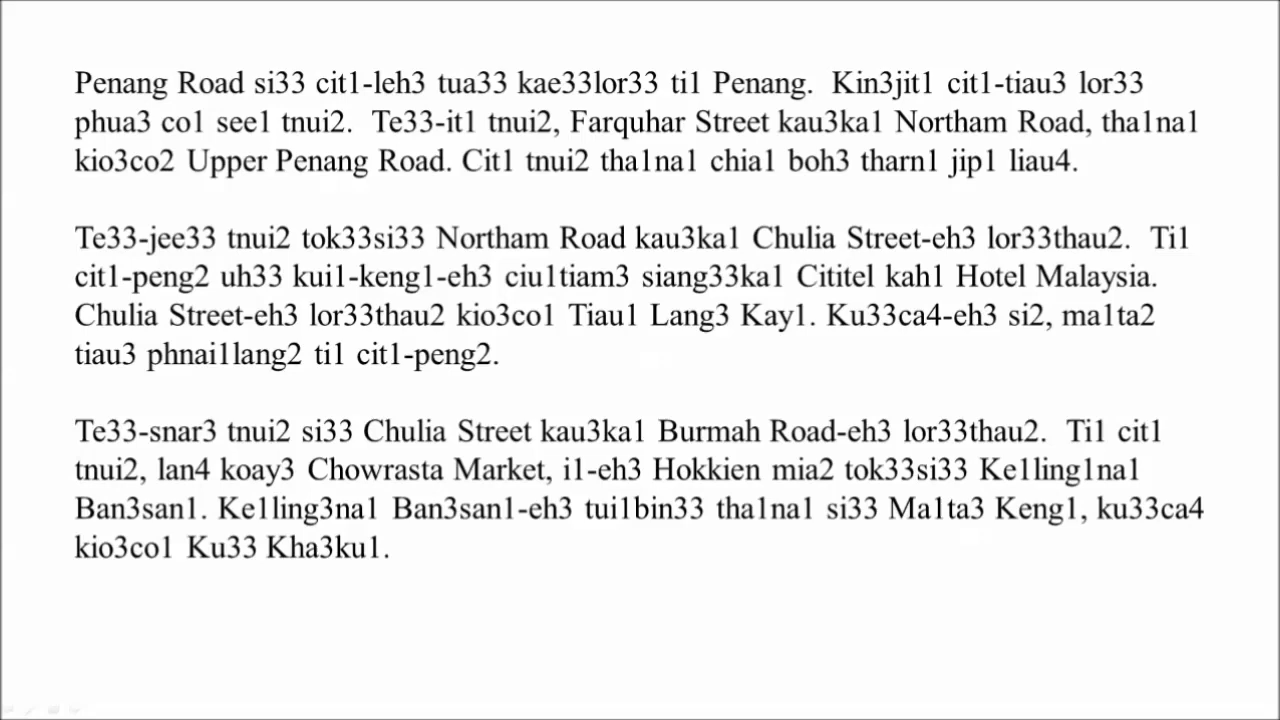 Penang Road si33 cit1-leh3 tua33 kae33lor33 ti1 Penang.  Kin3jit1 cit1-tiau3 lor33
phua3 co1 see1 tnui2.  Te33-it1 tnui2, Farquhar Street kau3ka1 Northam Road, tha1na1
kio3co2 Upper Penang Road. Cit1 tnui2 tha1na1 chia1 boh3 tharn1 jip1 liau4.

Te33-jee33 tnui2 tok33si33 Northam Road kau3ka1 Chulia Street-eh3 lor33thau2.  Ti1
cit1-peng2 uh33 kui1-keng1-eh3 ciu1tiam3 siang33ka1 Cititel kah1 Hotel Malaysia.
Chulia Street-eh3 lor33thau2 kio3co1 Tiau1 Lang3 Kay1. Ku33ca4-eh3 si2, ma1ta2
tiau3 phnai1lang2 ti1 cit1-peng2.

Te33-snar3 tnui2 si33 Chulia Street kau3ka1 Burmah Road-eh3 lor33thau2.  Ti1 cit1
tnui2, lan4 koay3 Chowrasta Market, i1-eh3 Hokkien mia2 tok33si33 Ke1ling1na1
Ban3san1. Ke1ling3na1 Ban3san1-eh3 tui1bin33 tha1na1 si33 Ma1ta3 Keng1, ku33ca4
kio3co1 Ku33 Kha3ku1.